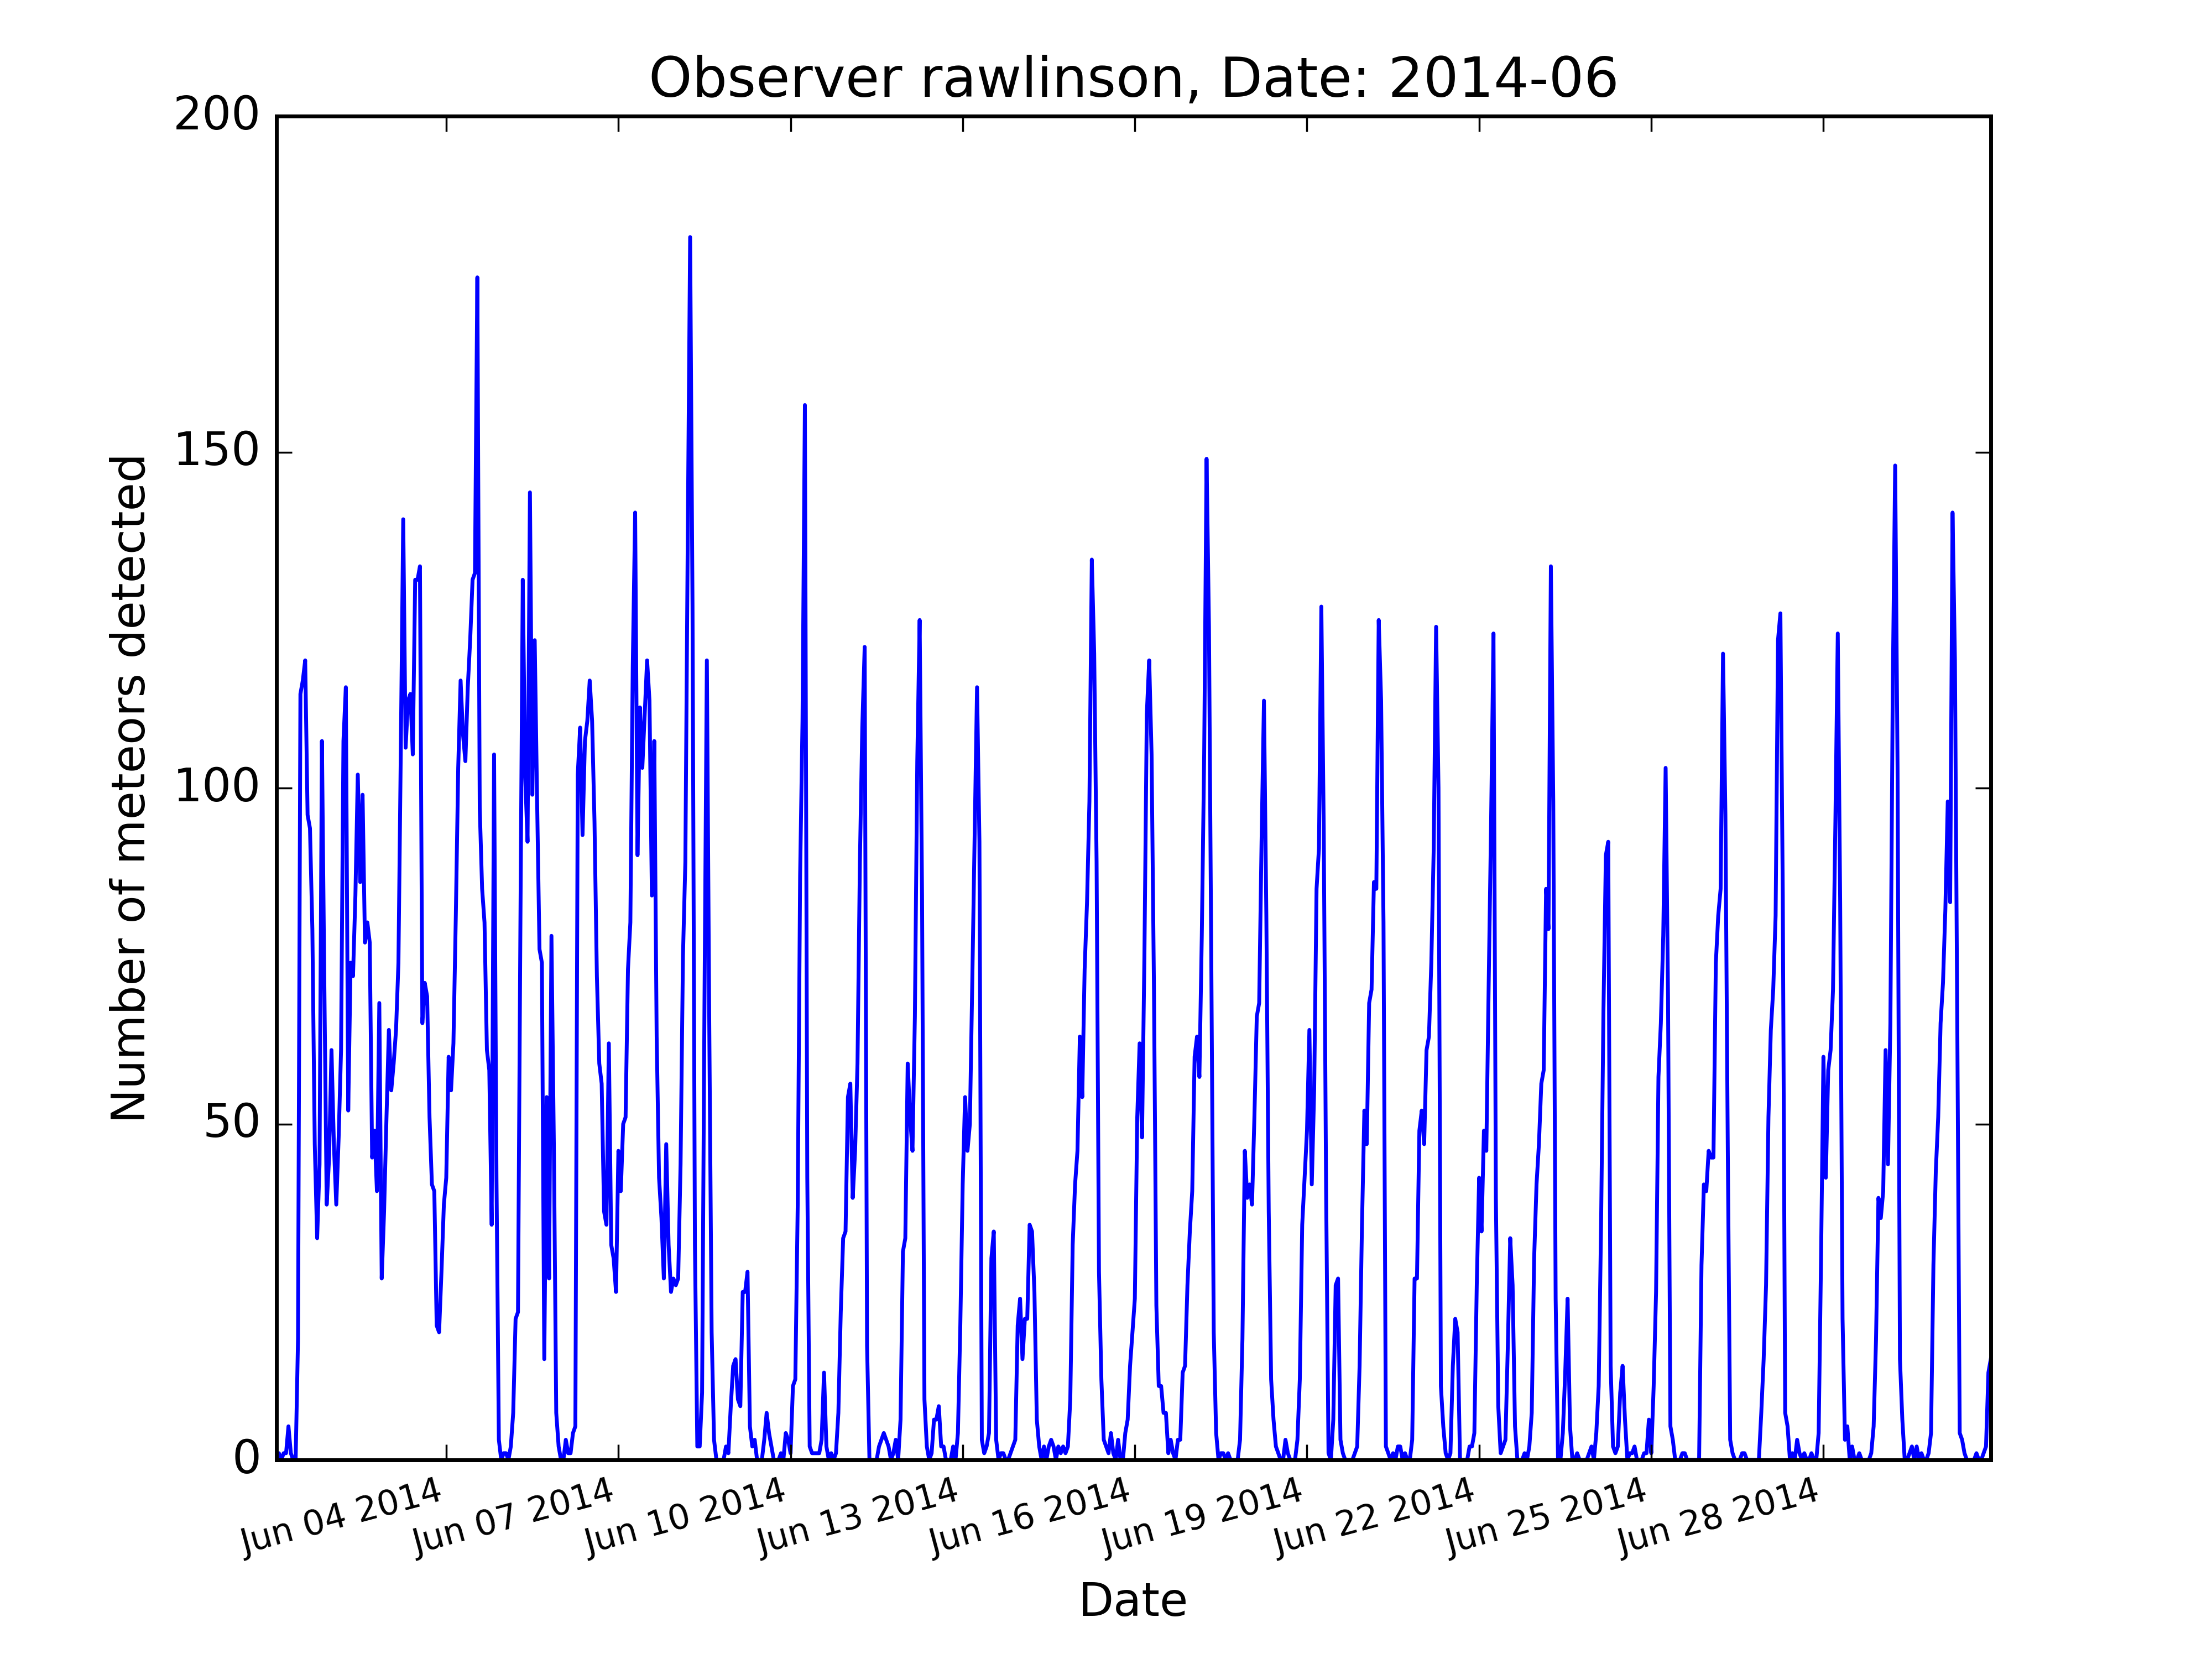 Observer rawlinson, Date: 2014-06
200
150
100
50
0
Number of meteors detected
Jun 04 2014
Jun 07 2014
Jun 10 2014
Jun 13 2014
Jun 16 2014
Jun 19 2014
Jun 22 2014
Jun 25 2014
Jun 28 2014
Date